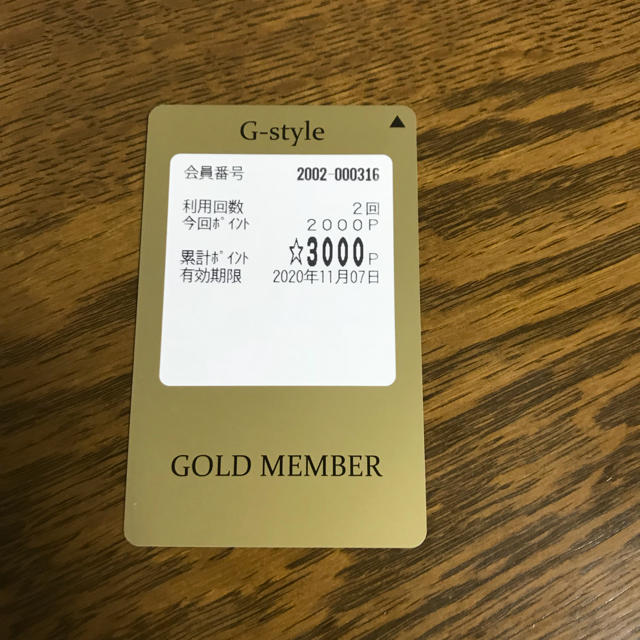 G-style
会員番号 2002-000316
利用回数 2回
今回ﾎﾟｲﾝﾄ 2000P
累計ﾎﾟｲﾝﾄ ☆3000P
有効期限 2020年11月07日
GOLD MEMBER